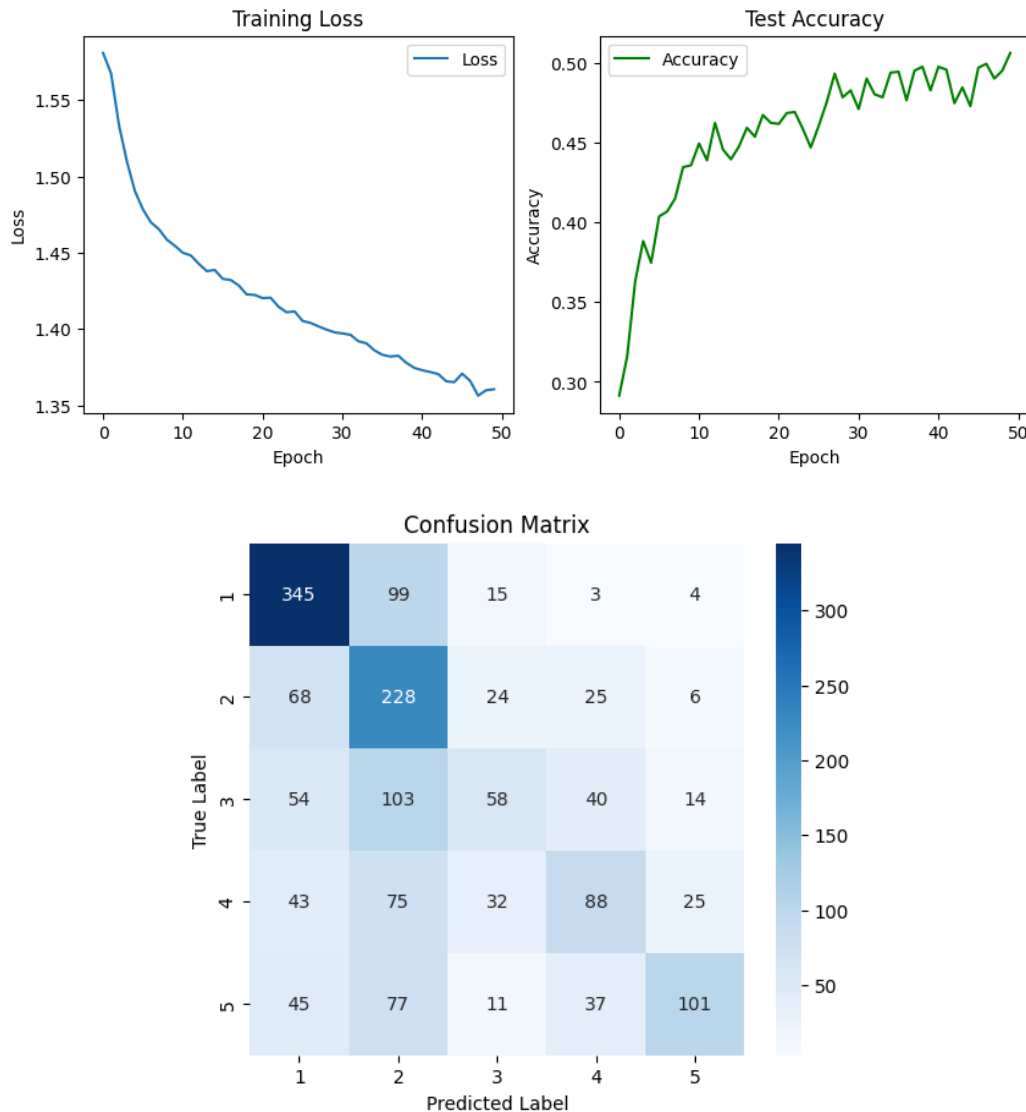 Training Loss
Loss
1.55
1.50
1.45
1.40
1.35
Loss
0 10 20 30 40 50
Epoch
Test Accuracy
Accuracy
0.50
0.45
0.40
0.35
0.30
Accuracy
0 10 20 30 40 50
Epoch
Confusion Matrix
1 345 99 15 3 4
2 68 228 24 25 6
3 54 103 58 40 14
4 43 75 32 88 25
5 45 77 11 37 101
True Label
1 2 3 4 5
Predicted Label
300
250
200
150
100
50